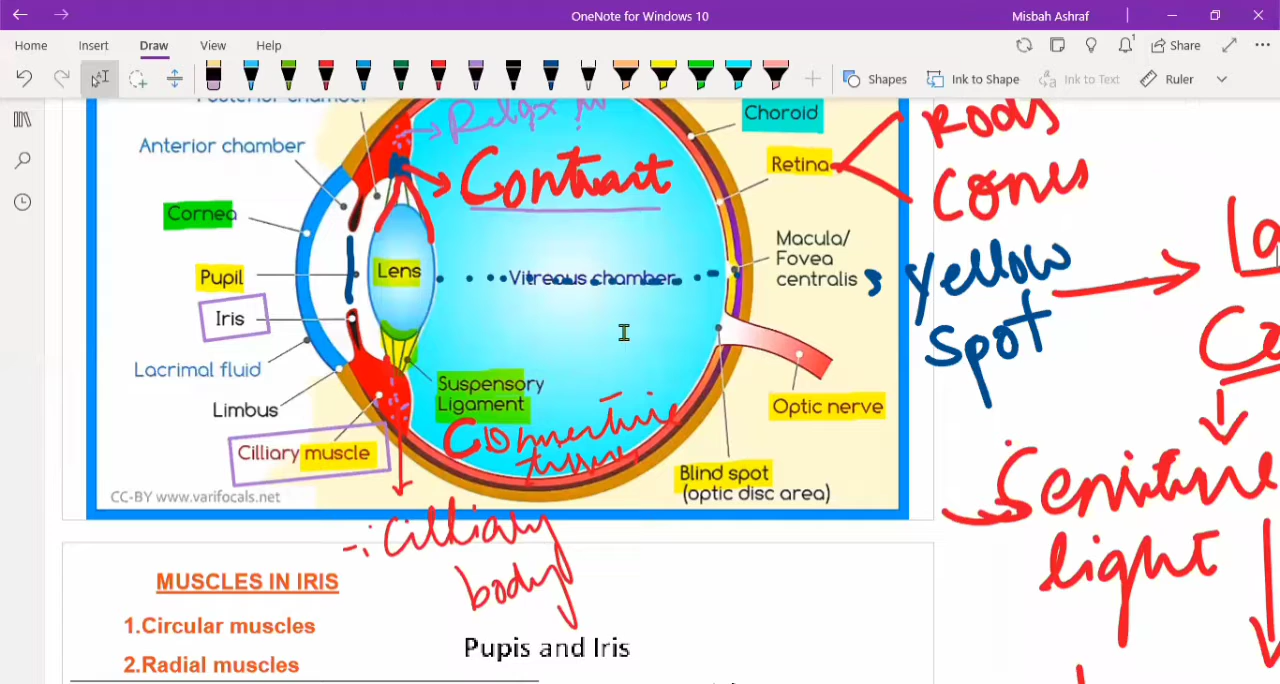 OneNote for Windows 10
Misbah Ashraf
Home Insert Draw View Help
Share
Shapes
Ink to Shape
Ink to Text
Ruler
Posterior chamber
Relax
Choroid
Rods
Anterior chamber
Contract
Retina
Cones
Cornea
Macula/
Fovea
centralis
Pupil
Lens
Vitreous chamber
Yellow
spot
Iris
Lacrimal fluid
Suspensory
Ligament
Limbus
Optic nerve
Cilliary muscle
Connective
tissue
Blind spot
(optic disc area)
Sensitive
light
CC-BY www.varifocals.net
Cilliary
body
MUSCLES IN IRIS
1.Circular muscles
2.Radial muscles
Pupis and Iris